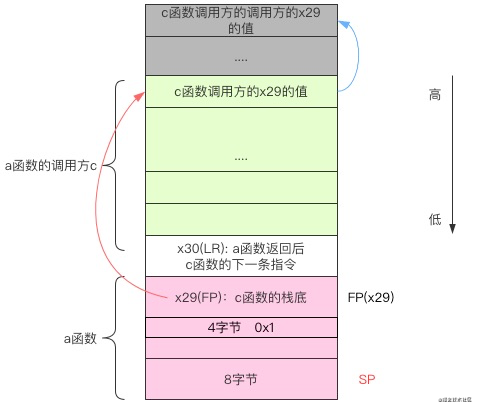 c函数调用方的调用方的x29
的值
....
c函数调用方的x29的值
高
....
a函数的调用方c
低
x30(LR): a函数返回后
c函数的下一条指令
x29(FP)：c函数的栈底
FP(x29)
4字节 0x1
a函数
8字节
SP